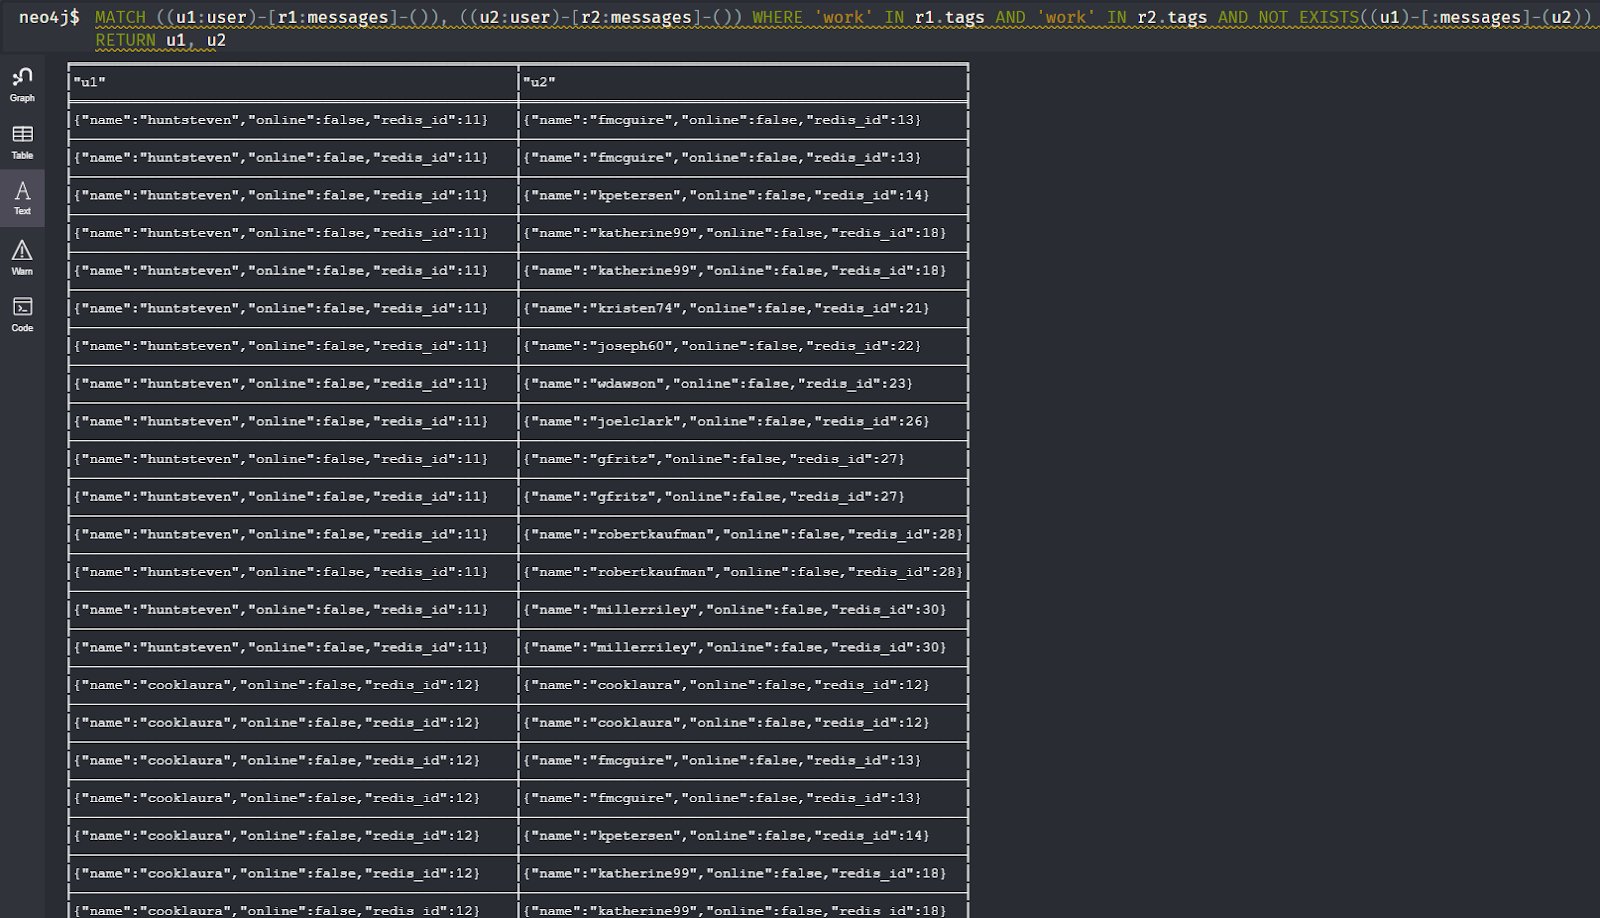 neo4j$ MATCH ((u1:user)-[r1:messages]-()), ((u2:user)-[r2:messages]-()) WHERE 'work' IN r1.tags AND 'work' IN r2.tags AND NOT EXISTS((u1)-[:messages]-(u2))
RETURN u1, u2
Graph
Table
Text
Warn
Code
"u1" "u2"
{"name":"huntsteven","online":false,"redis_id":11} {"name":"fmcguire","online":false,"redis_id":13}
{"name":"huntsteven","online":false,"redis_id":11} {"name":"fmcguire","online":false,"redis_id":13}
{"name":"huntsteven","online":false,"redis_id":11} {"name":"kpetersen","online":false,"redis_id":14}
{"name":"huntsteven","online":false,"redis_id":11} {"name":"katherine99","online":false,"redis_id":18}
{"name":"huntsteven","online":false,"redis_id":11} {"name":"katherine99","online":false,"redis_id":18}
{"name":"huntsteven","online":false,"redis_id":11} {"name":"kristen74","online":false,"redis_id":21}
{"name":"huntsteven","online":false,"redis_id":11} {"name":"joseph60","online":false,"redis_id":22}
{"name":"huntsteven","online":false,"redis_id":11} {"name":"wdawson","online":false,"redis_id":23}
{"name":"huntsteven","online":false,"redis_id":11} {"name":"joelclark","online":false,"redis_id":26}
{"name":"huntsteven","online":false,"redis_id":11} {"name":"gfritz","online":false,"redis_id":27}
{"name":"huntsteven","online":false,"redis_id":11} {"name":"gfritz","online":false,"redis_id":27}
{"name":"huntsteven","online":false,"redis_id":11} {"name":"robertkaufman","online":false,"redis_id":28}
{"name":"huntsteven","online":false,"redis_id":11} {"name":"robertkaufman","online":false,"redis_id":28}
{"name":"huntsteven","online":false,"redis_id":11} {"name":"millerriley","online":false,"redis_id":30}
{"name":"huntsteven","online":false,"redis_id":11} {"name":"millerriley","online":false,"redis_id":30}
{"name":"cooklaura","online":false,"redis_id":12} {"name":"cooklaura","online":false,"redis_id":12}
{"name":"cooklaura","online":false,"redis_id":12} {"name":"cooklaura","online":false,"redis_id":12}
{"name":"cooklaura","online":false,"redis_id":12} {"name":"fmcguire","online":false,"redis_id":13}
{"name":"cooklaura","online":false,"redis_id":12} {"name":"fmcguire","online":false,"redis_id":13}
{"name":"cooklaura","online":false,"redis_id":12} {"name":"kpetersen","online":false,"redis_id":14}
{"name":"cooklaura","online":false,"redis_id":12} {"name":"katherine99","online":false,"redis_id":18}
{"name":"cooklaura","online":false,"redis_id":12} {"name":"katherine99","online":false,"redis_id":18}